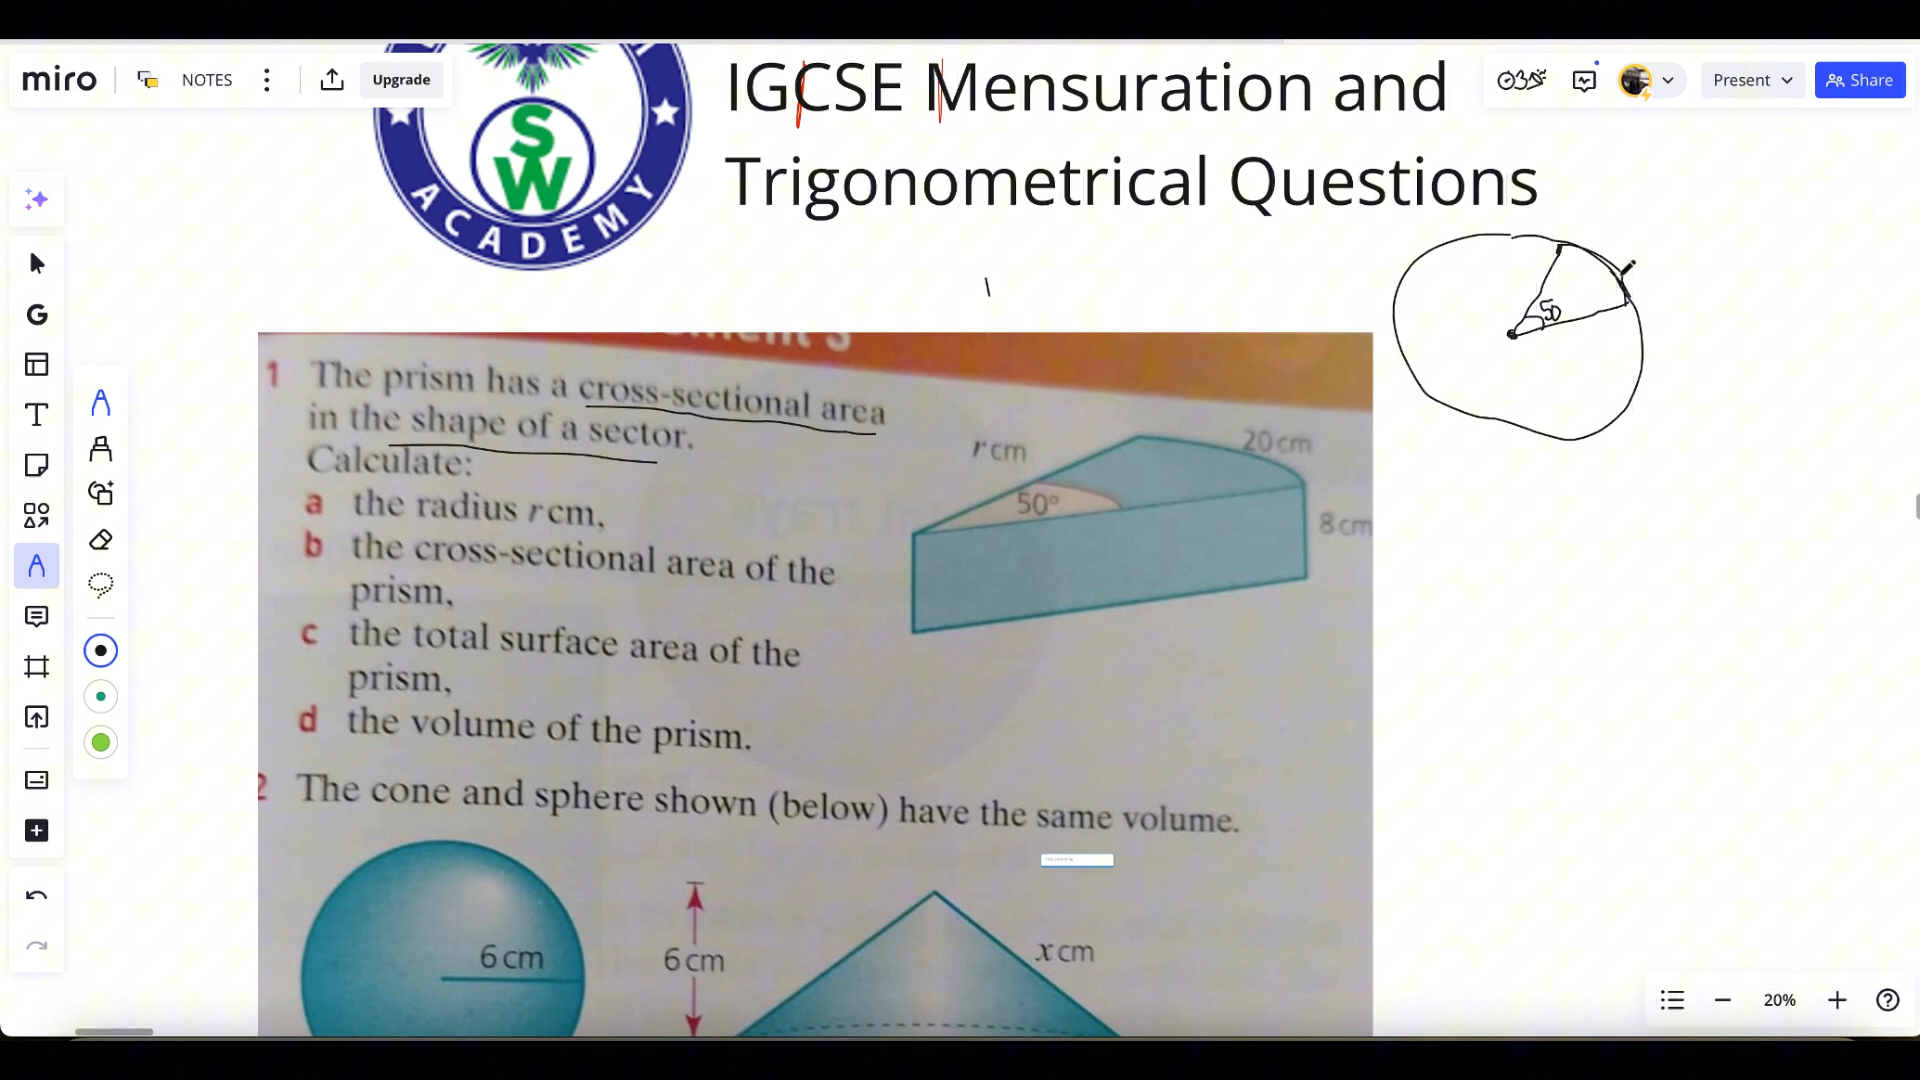 miro
NOTES
Upgrade
SW
ACADEMY
IGCSE Mensuration and
Trigonometrical Questions
Present
Share
50
1 The prism has a cross-sectional area
in the shape of a sector.
Calculate:
a the radius r cm,
b the cross-sectional area of the
prism,
c the total surface area of the
prism,
d the volume of the prism.
r cm
20 cm
50°
8 cm
2 The cone and sphere shown (below) have the same volume.
6 cm
6 cm
x cm
20%